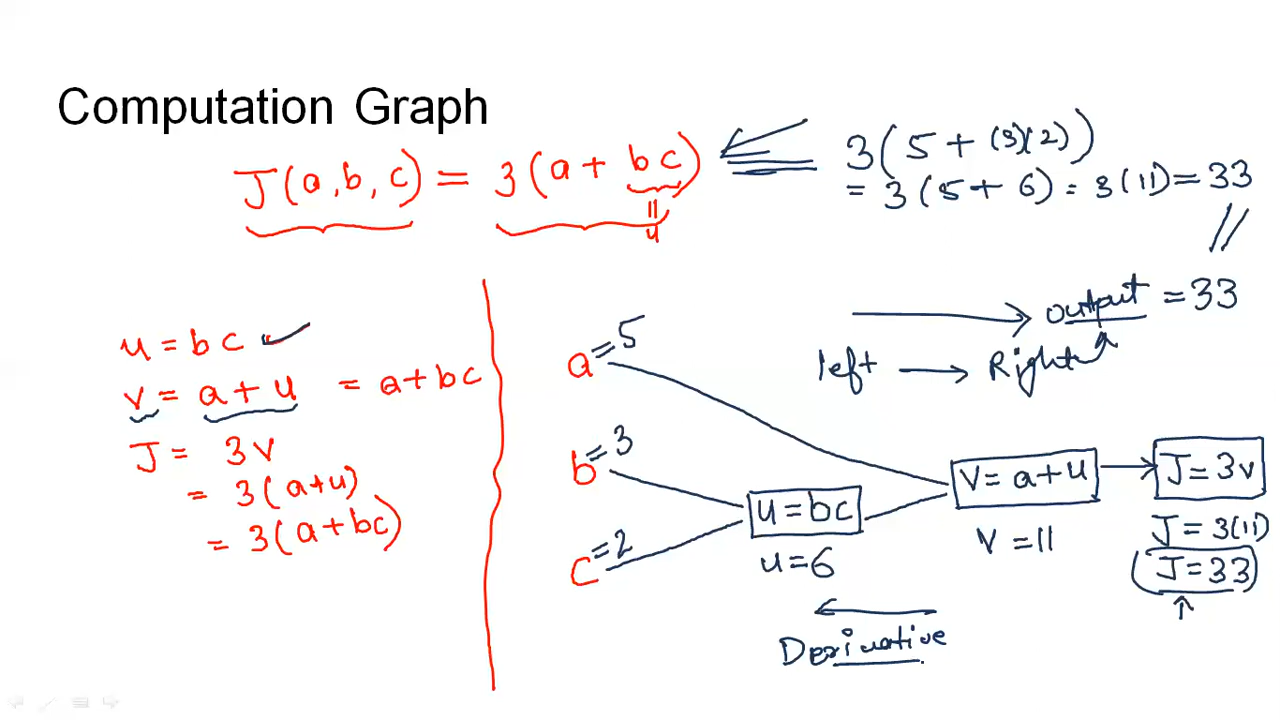 Computation Graph
J(a,b,c) = 3(a + bc)
||
u
3(5 + (3)(2))
= 3(5 + 6) = 3(11) = 33
output = 33
left → Right
u = bc ✓
v = a + u = a + bc
J = 3v
= 3(a+u)
= 3(a+bc)
a = 5
b = 3
c = 2
u = bc
u = 6
v = a + u
v = 11
J = 3v
J = 3(11)
J = 33
Derivative